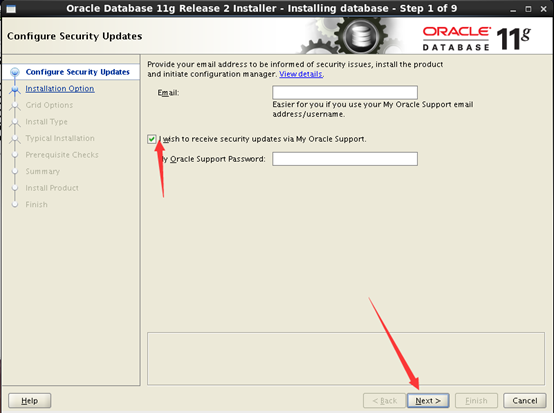 Oracle Database 11g Release 2 Installer - Installing database - Step 1 of 9
Configure Security Updates
ORACLE
DATABASE 11g
Configure Security Updates
Installation Option
Grid Options
Install Type
Typical Installation
Prerequisite Checks
Summary
Install Product
Finish
Provide your email address to be informed of security issues, install the product
and initiate configuration manager. View details.
Email:
Easier for you if you use your My Oracle Support email
address/username.
I wish to receive security updates via My Oracle Support.
My Oracle Support Password:
Help
< Back
Next >
Finish
Cancel